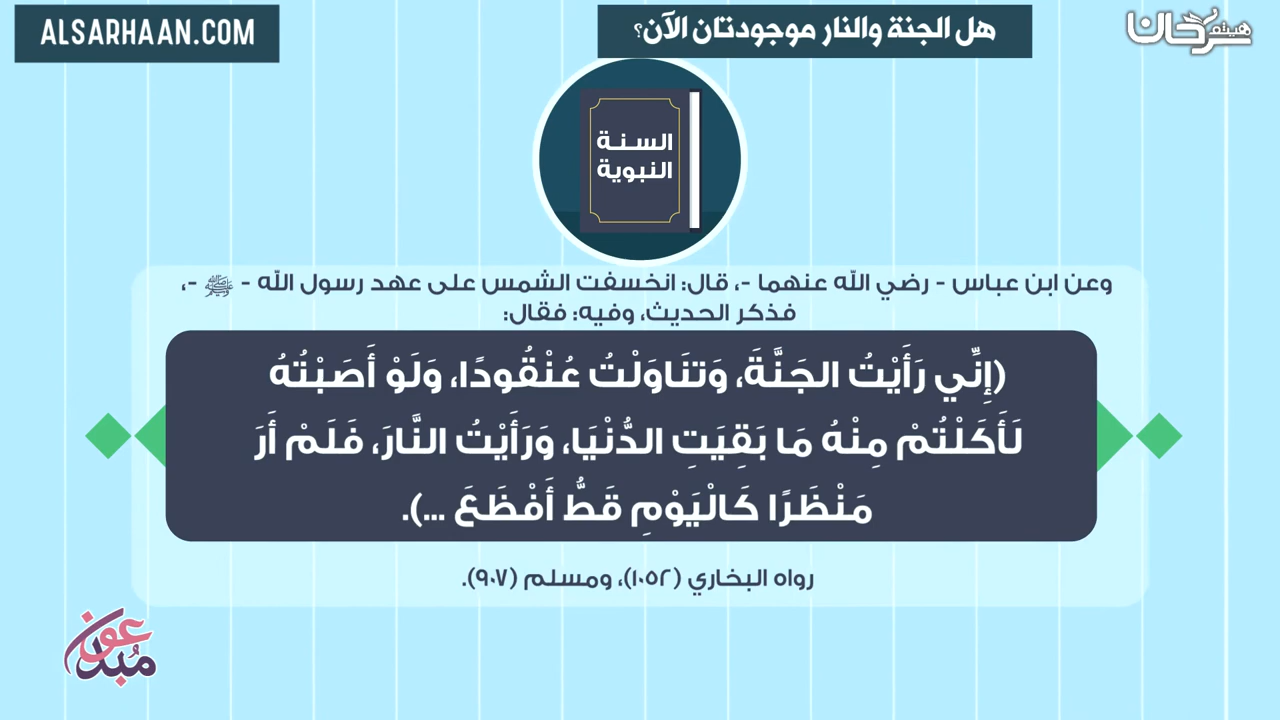 ALSARHAAN.COM
هل الجنة والنار موجودتان الآن؟
هيثم سرحان
السنة
النبوية
وعن ابن عباس - رضي الله عنهما -، قال: انخسفت الشمس على عهد رسول الله - ﷺ -،
فذكر الحديث، وفيه: فقال:
(إِنِّي رَأَيْتُ الجَنَّةَ، وَتنَاوَلْتُ عُنْقُودًا، وَلَوْ أَصَبْتُهُ
لَأَكَلْتُمْ مِنْهُ مَا بَقِيَتِ الدُّنْيَا، وَرَأَيْتُ النَّارَ، فَلَمْ أَرَ
مَنْظَرًا كَالْيَوْمِ قَطُّ أَفْظَعَ ...).
رواه البخاري (١٠٥٢)، ومسلم (٩٠٧).
مُبدعون